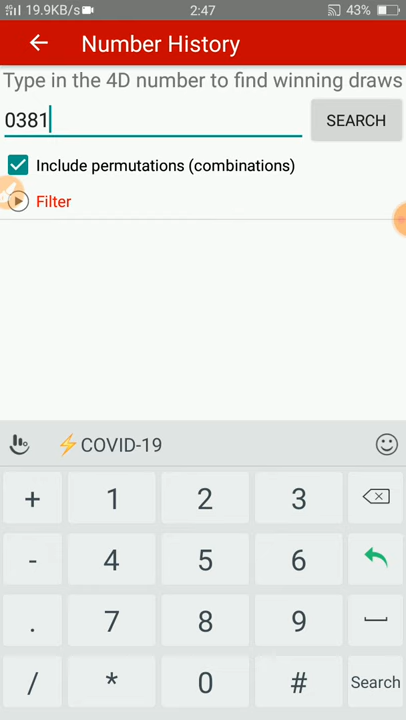 4G 19.9KB/s 2:47 43%
Number History
Type in the 4D number to find winning draws
0381 SEARCH
Include permutations (combinations)
Filter
⚡COVID-19
+ 1 2 3
- 4 5 6
. 7 8 9
/ * 0 # Search